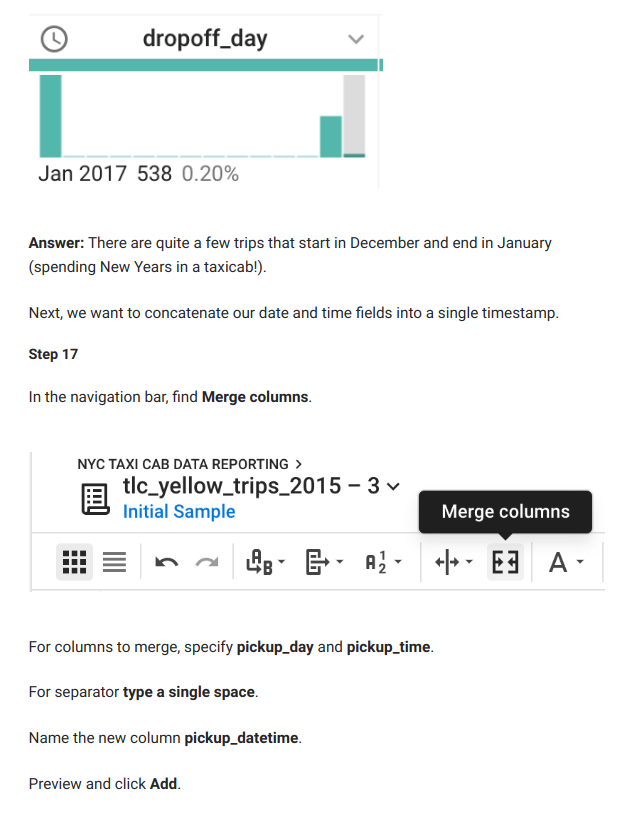 dropoff_day
Jan 2017 538 0.20%
Answer: There are quite a few trips that start in December and end in January
(spending New Years in a taxicab!).
Next, we want to concatenate our date and time fields into a single timestamp.
Step 17
In the navigation bar, find Merge columns.
NYC TAXI CAB DATA REPORTING >
tlc_yellow_trips_2015 – 3
Initial Sample
Merge columns
A B
A 1 2
A
For columns to merge, specify pickup_day and pickup_time.
For separator type a single space.
Name the new column pickup_datetime.
Preview and click Add.